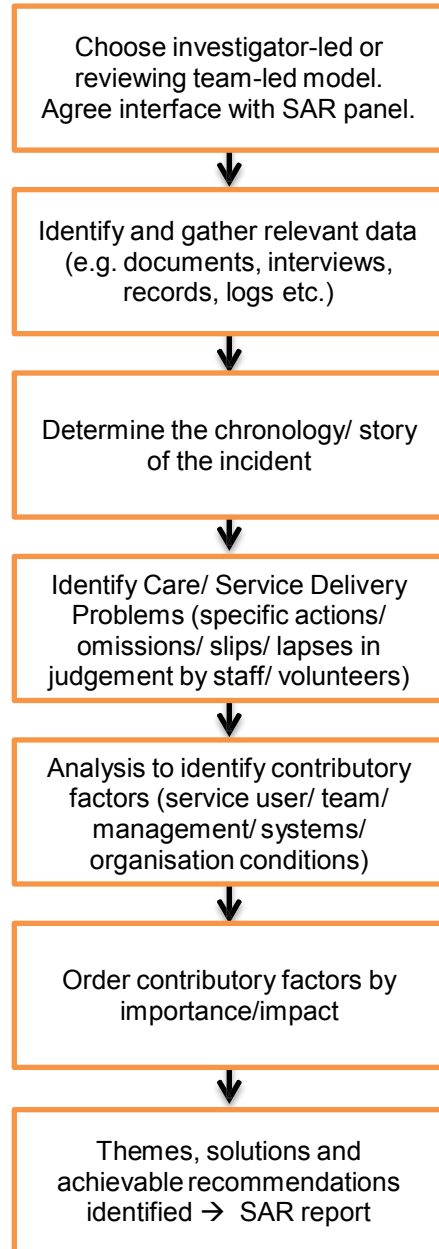 Choose investigator-led or
reviewing team-led model.
Agree interface with SAR panel.
Identify and gather relevant data
(e.g. documents, interviews,
records, logs etc.)
Determine the chronology/ story
of the incident
Identify Care/ Service Delivery
Problems (specific actions/
omissions/ slips/ lapses in
judgement by staff/ volunteers)
Analysis to identify contributory
factors (service user/ team/
management/ systems/
organisation conditions)
Order contributory factors by
importance/impact
Themes, solutions and
achievable recommendations
identified → SAR report